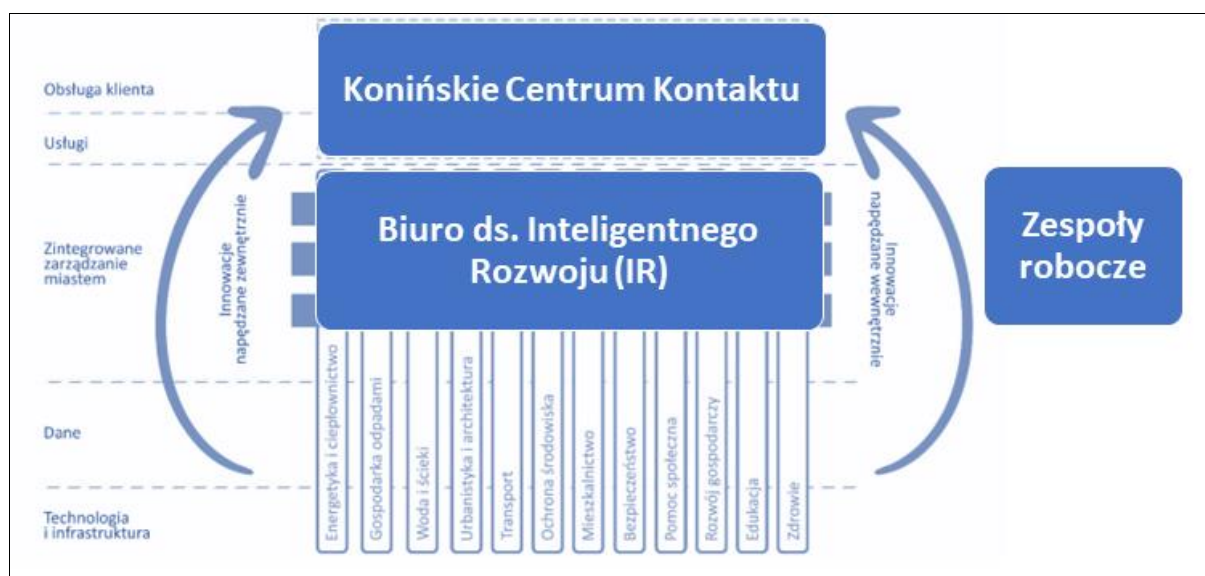 Konińskie Centrum Kontaktu
Obsługa klienta
Usługi
Biuro ds. Inteligentnego
Rozwoju (IR)
Zintegrowane
zarządzanie
miastem
Innowacje
napędzane zewnętrznie
Innowacje
napędzane wewnętrznie
Zespoły
robocze
Dane
Technologia
i infrastruktura
Energetyka i ciepłownictwo
Gospodarka odpadami
Woda i ścieki
Urbanistyka i architektura
Transport
Ochrona środowiska
Mieszkalnictwo
Bezpieczeństwo
Pomoc społeczna
Rozwój gospodarczy
Edukacja
Zdrowie